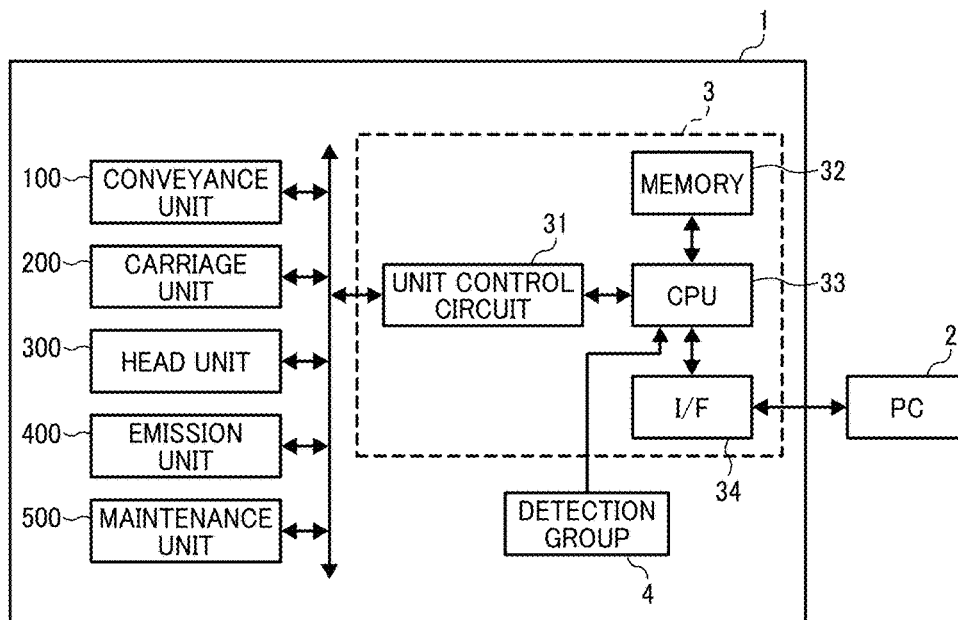 1
3
100
CONVEYANCE
UNIT
MEMORY
32
200
CARRIAGE
UNIT
31
UNIT CONTROL
CIRCUIT
CPU
33
300
HEAD UNIT
2
I/F
PC
400
EMISSION
UNIT
34
500
MAINTENANCE
UNIT
DETECTION
GROUP
4